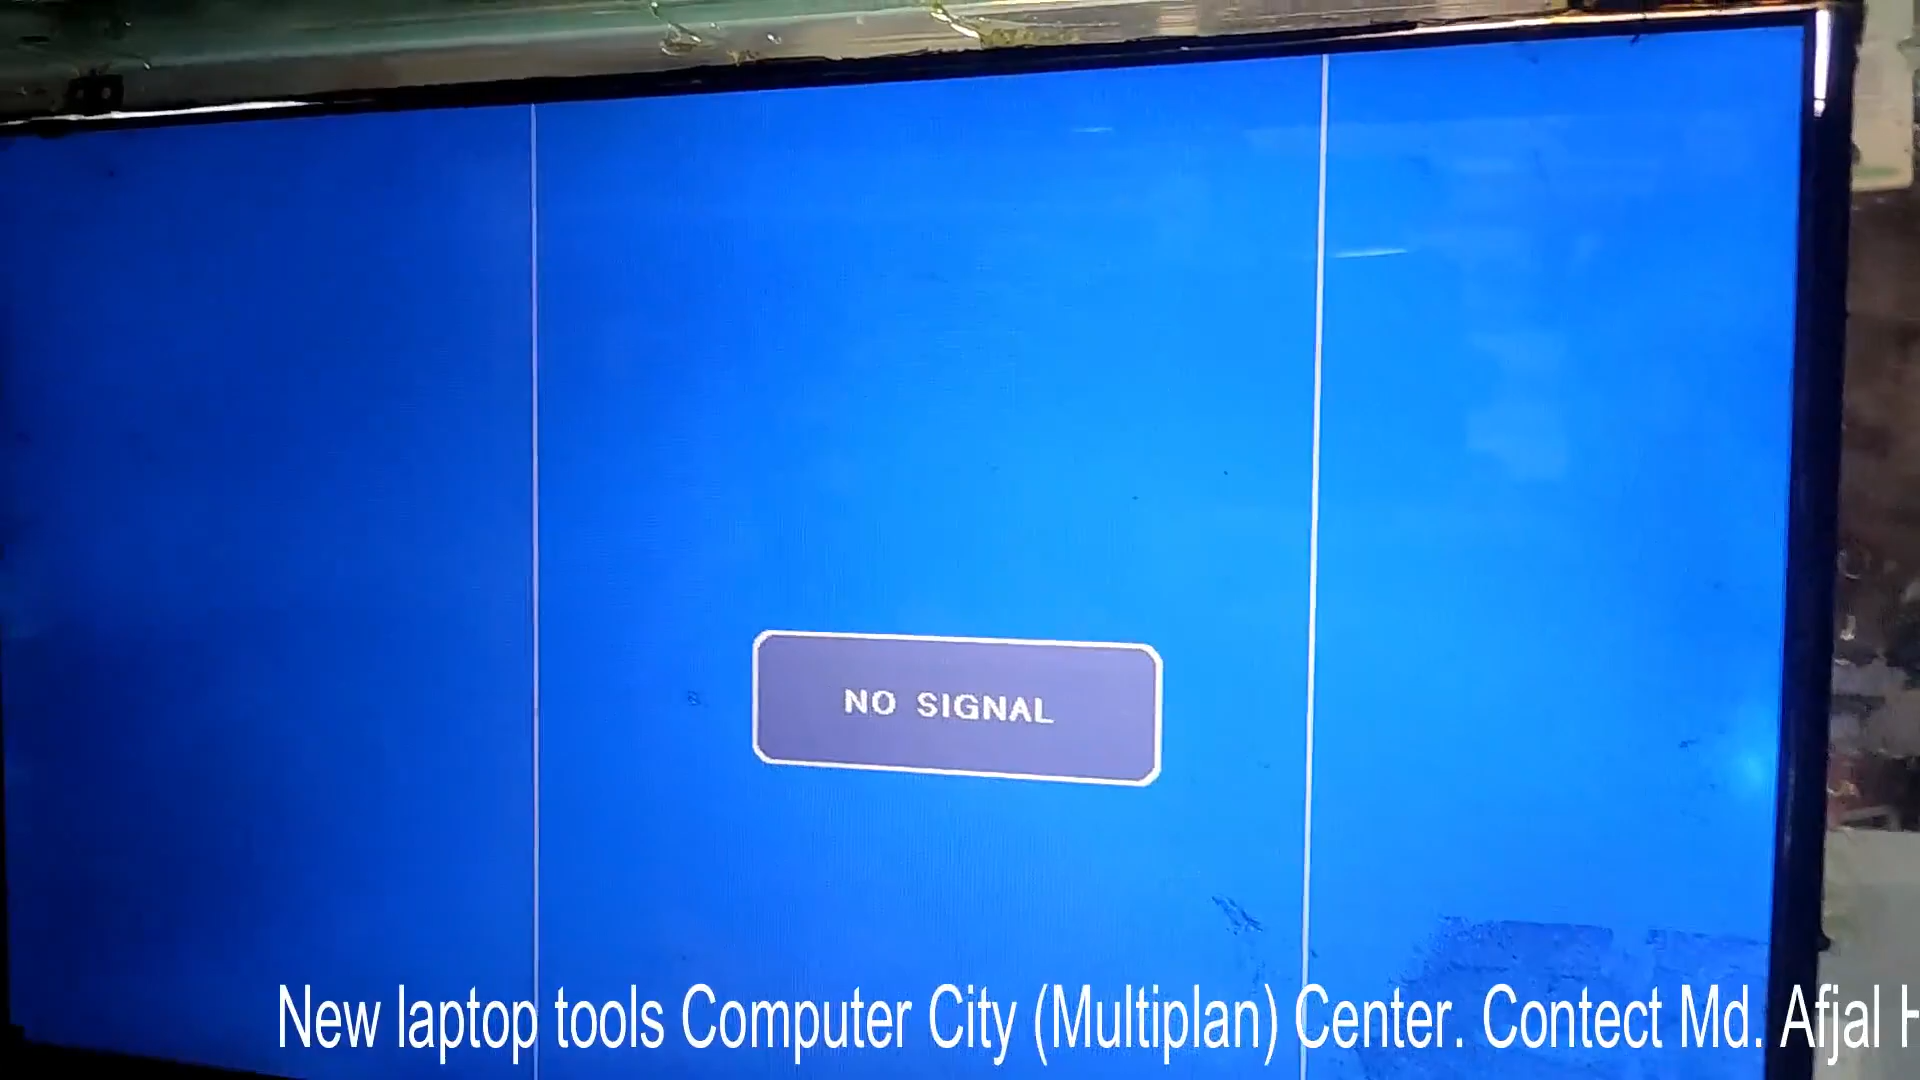 NO SIGNAL
New laptop tools Computer City (Multiplan) Center. Contect Md. Afjal